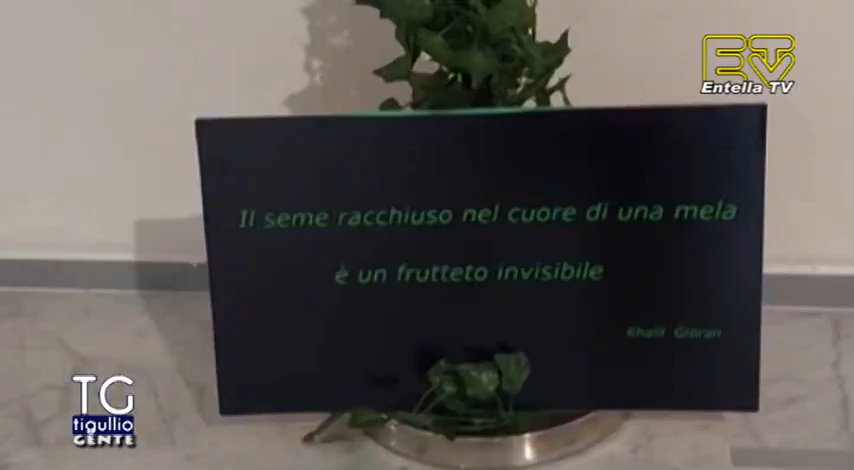 ETV
Entella TV
Il seme racchiuso nel cuore di una mela
è un frutteto invisibile
Khalil Gibran
TG
tigullio
GENTE